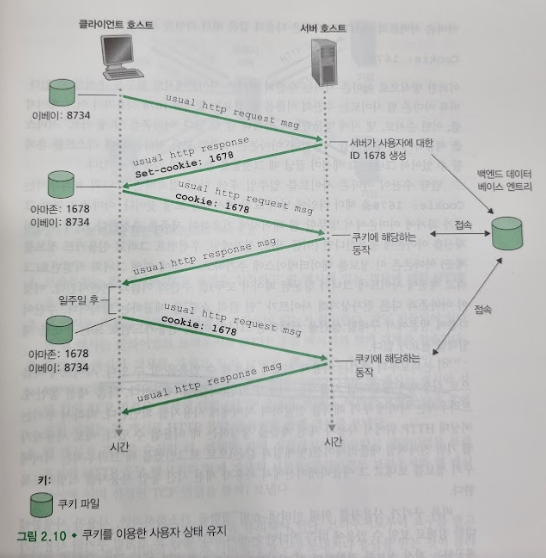 클라이언트 호스트
서버 호스트
이베이: 8734
usual http request msg
서버가 사용자에 대한
ID 1678 생성
usual http response
Set-cookie: 1678
백엔드 데이터
베이스 엔트리
아마존: 1678
이베이: 8734
usual http request msg
cookie: 1678
쿠키에 해당하는
동작
접속
usual http response msg
일주일 후
usual http request msg
cookie: 1678
접속
아마존: 1678
이베이: 8734
쿠키에 해당하는
동작
usual http response msg
시간
시간
키:
쿠키 파일
그림 2.10 • 쿠키를 이용한 사용자 상태 유지